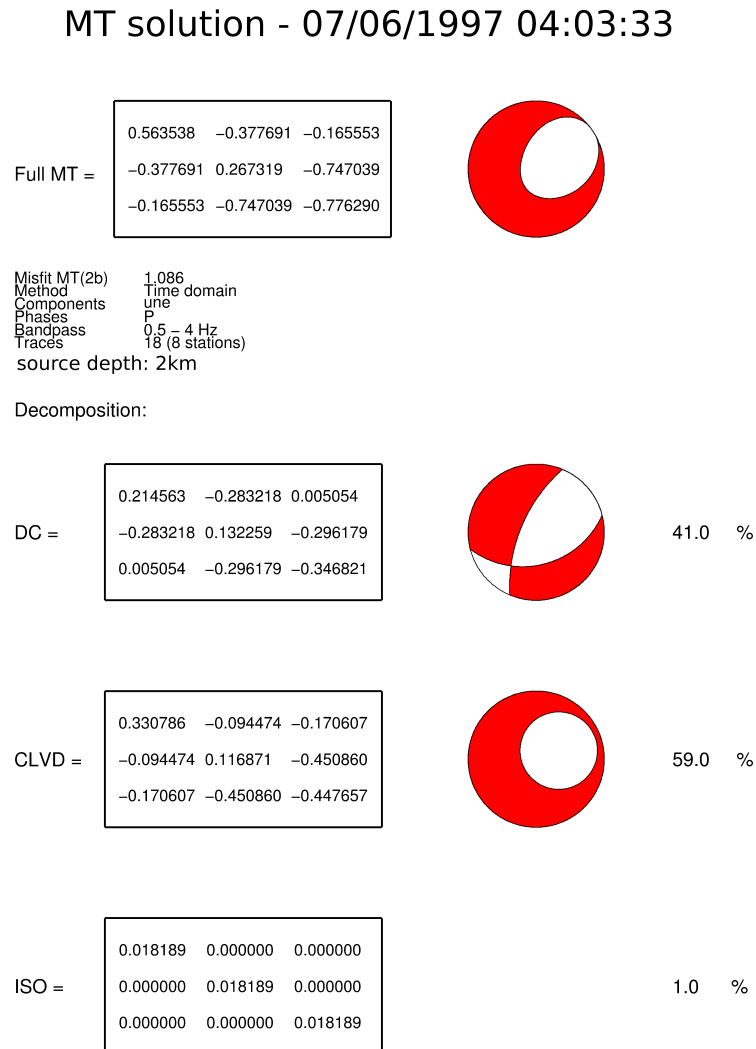 MT solution - 07/06/1997 04:03:33
0.563538 −0.377691 −0.165553
Full MT = −0.377691 0.267319 −0.747039
−0.165553 −0.747039 −0.776290
Misfit MT(2b) 1.086
Method Time domain
Components une
Phases P
Bandpass 0.5 − 4 Hz
Traces 18 (8 stations)
source depth: 2km
Decomposition:
0.214563 −0.283218 0.005054
DC = −0.283218 0.132259 −0.296179 41.0 %
0.005054 −0.296179 −0.346821
0.330786 −0.094474 −0.170607
CLVD = −0.094474 0.116871 −0.450860 59.0 %
−0.170607 −0.450860 −0.447657
0.018189 0.000000 0.000000
ISO = 0.000000 0.018189 0.000000 1.0 %
0.000000 0.000000 0.018189